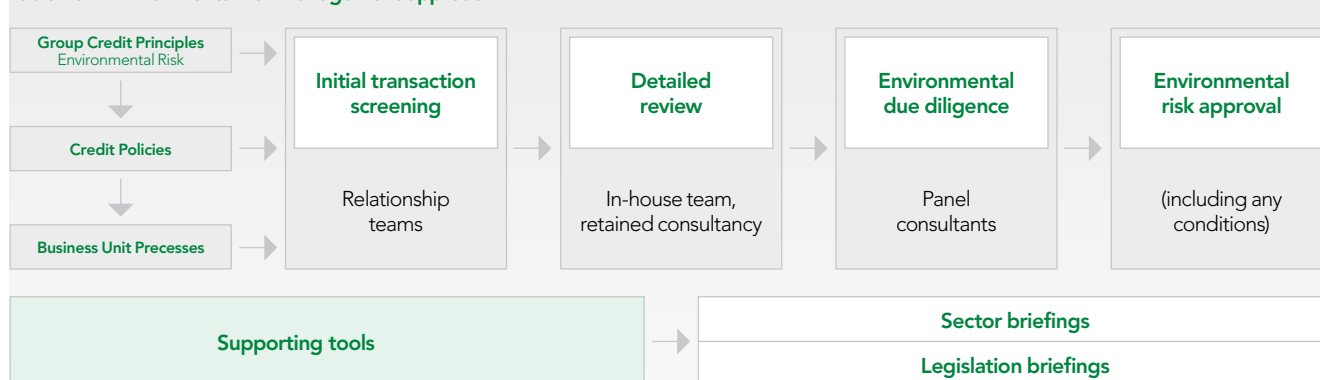 Group Credit Principles
Environmental Risk
Credit Policies
Business Unit Precesses
Initial transaction
screening
Relationship
teams
Detailed
review
In-house team,
retained consultancy
Environmental
due diligence
Panel
consultants
Environmental
risk approval
(including any
conditions)
Supporting tools
Sector briefings
Legislation briefings